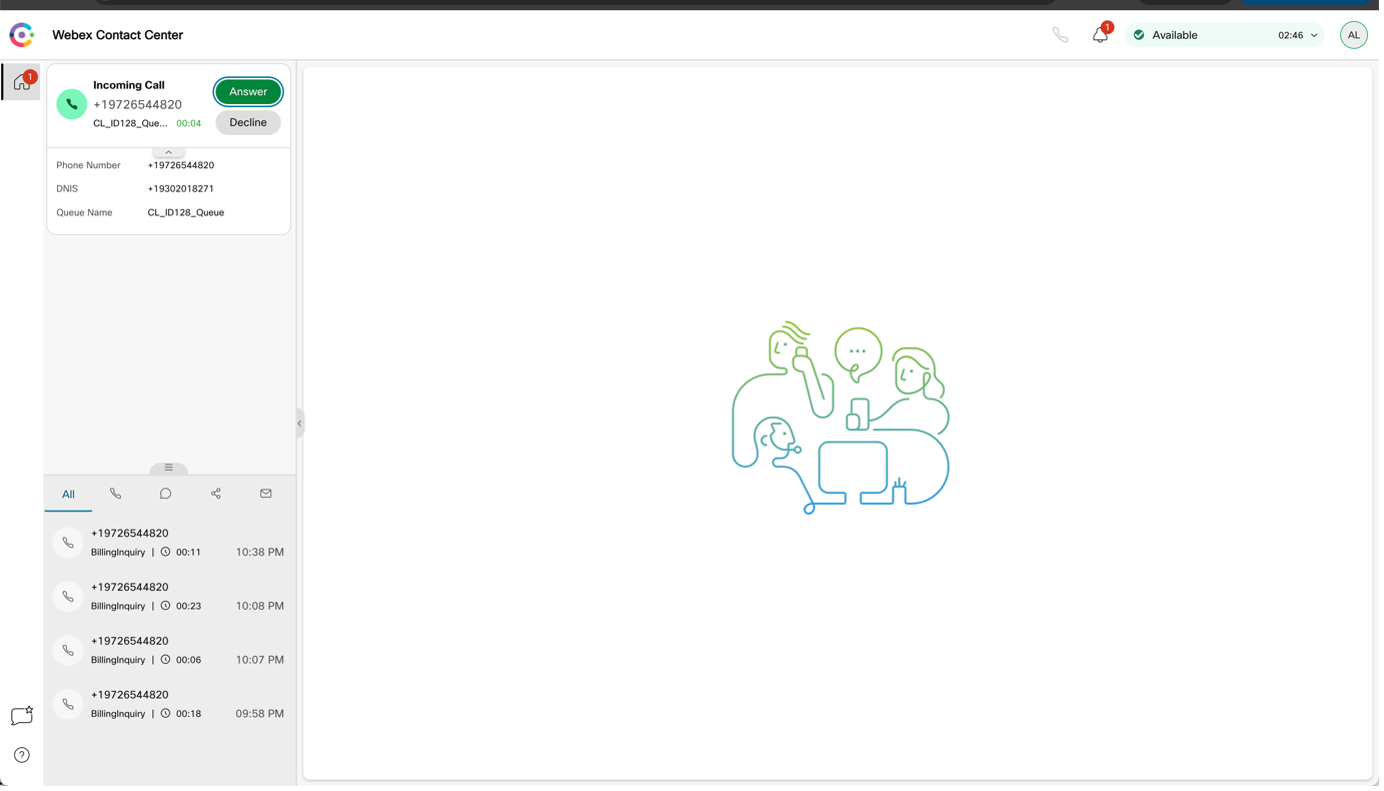 Webex Contact Center
1
Available
02:46
AL
1
Incoming Call
+19726544820
CL_ID128_Que... 00:04
Answer
Decline
Phone Number +19726544820
DNIS +19302018271
Queue Name CL_ID128_Queue
All
+19726544820
BillingInquiry | 00:11 10:38 PM
+19726544820
BillingInquiry | 00:23 10:08 PM
+19726544820
BillingInquiry | 00:06 10:07 PM
+19726544820
BillingInquiry | 00:18 09:58 PM